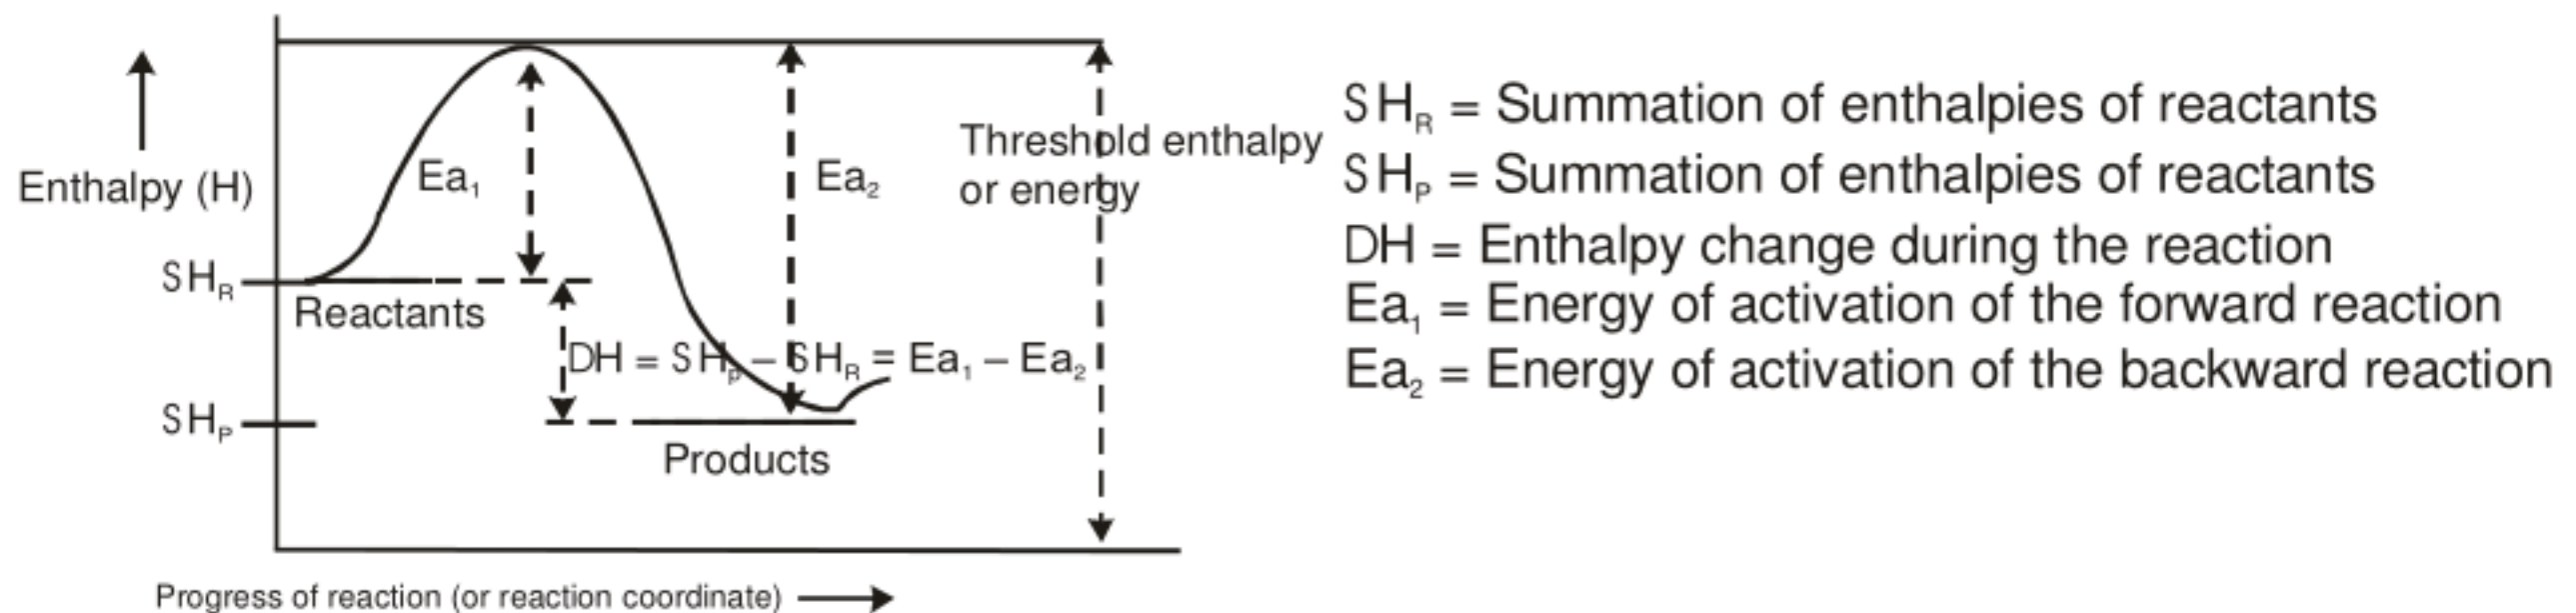 Enthalpy (H)
Ea₁
Ea₂
Threshold enthalpy
or energy
SHR
Reactants
DH = SHp – SHR = Ea₁ – Ea₂
SHP
Products
Progress of reaction (or reaction coordinate)
SHR = Summation of enthalpies of reactants
SHP = Summation of enthalpies of reactants
DH = Enthalpy change during the reaction
Ea₁ = Energy of activation of the forward reaction
Ea₂ = Energy of activation of the backward reaction